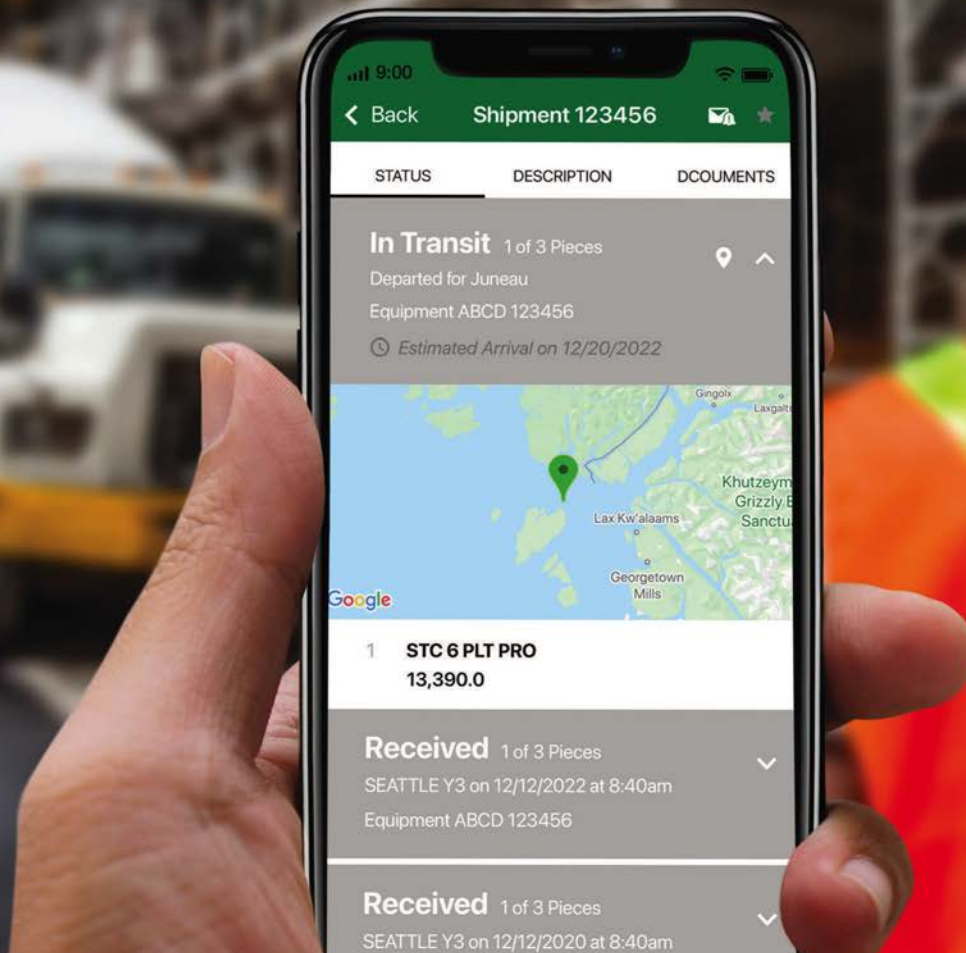 9:00
Back Shipment 123456
STATUS DESCRIPTION DCOUMENTS
In Transit 1 of 3 Pieces
Departed for Juneau
Equipment ABCD 123456
Estimated Arrival on 12/20/2022
Gingolx
Laxgalts
Khutzeym
Grizzly B
Sanctu
Lax Kw'alaams
Georgetown
Mills
Google
1 STC 6 PLT PRO
13,390.0
Received 1 of 3 Pieces
SEATTLE Y3 on 12/12/2022 at 8:40am
Equipment ABCD 123456
Received 1 of 3 Pieces
SEATTLE Y3 on 12/12/2020 at 8:40am